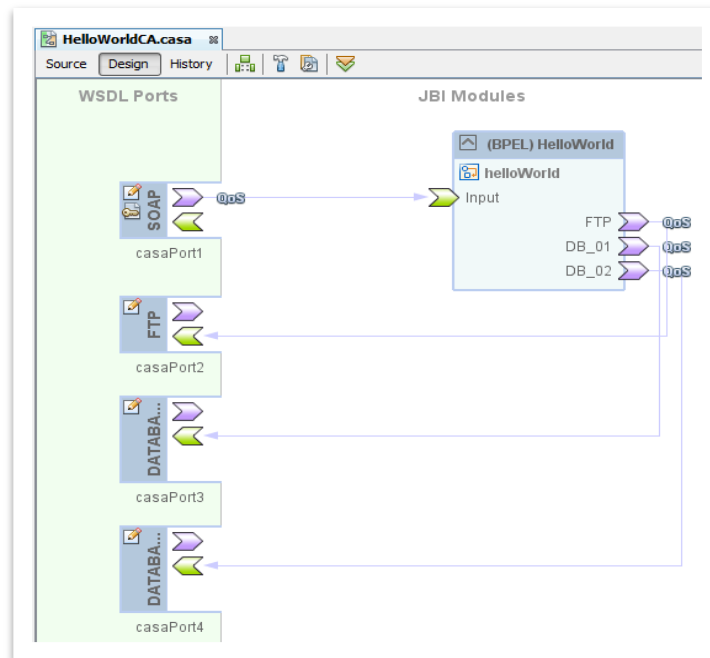 HelloWorldCA.casa
Source Design History
WSDL Ports
JBI Modules
(BPEL) HelloWorld
helloWorld
SOAP
QoS
Input
casaPort1
FTP
QoS
DB_01
QoS
DB_02
QoS
FTP
casaPort2
DATABA...
casaPort3
DATABA...
casaPort4